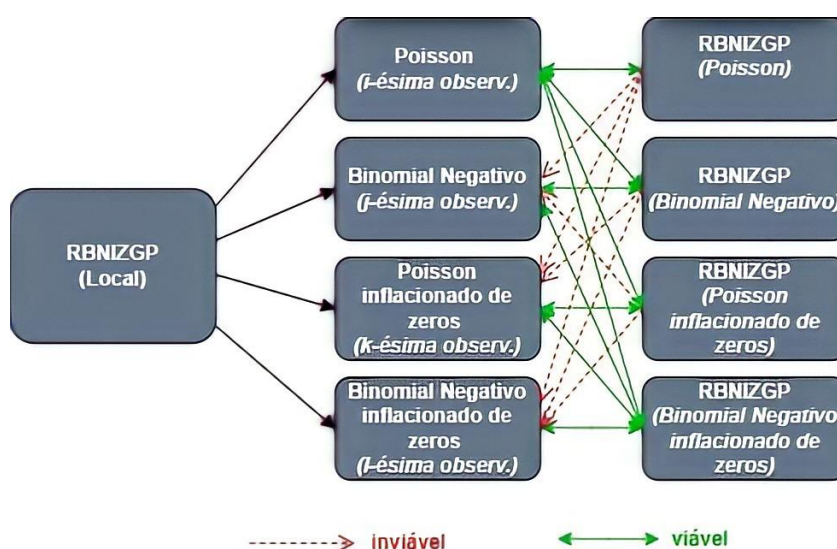 RBNIZGP
(Local)
Poisson
(i-ésima observ.)
Binomial Negativo
(j-ésima observ.)
Poisson
inflacionado de
zeros
(k-ésima observ.)
Binomial Negativo
inflacionado de
zeros
(l-ésima observ.)
RBNIZGP
(Poisson)
RBNIZGP
(Binomial Negativo)
RBNIZGP
(Poisson
inflacionado de
zeros)
RBNIZGP
(Binomial Negativo
inflacionado de
zeros)
inviável
viável